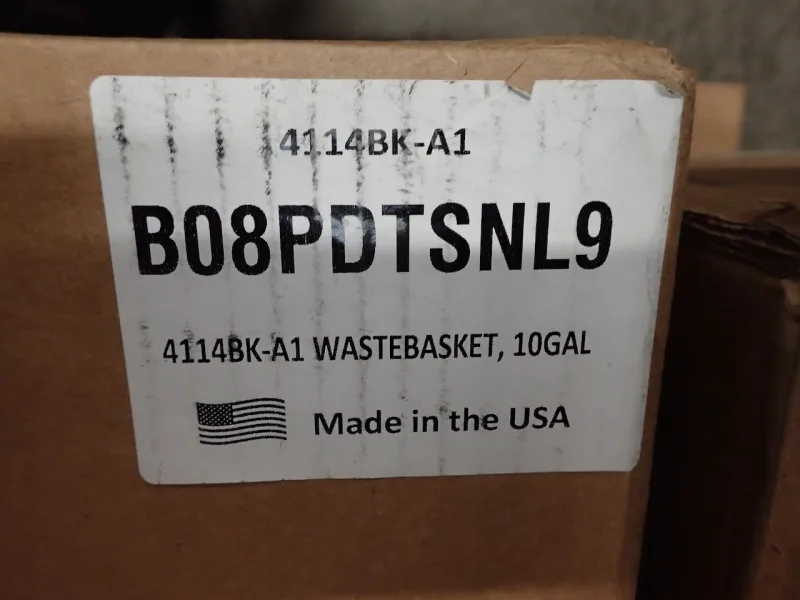 4114BK-A1
B08PDTSNL9
4114BK-A1 WASTEBASKET, 10GAL
Made in the USA